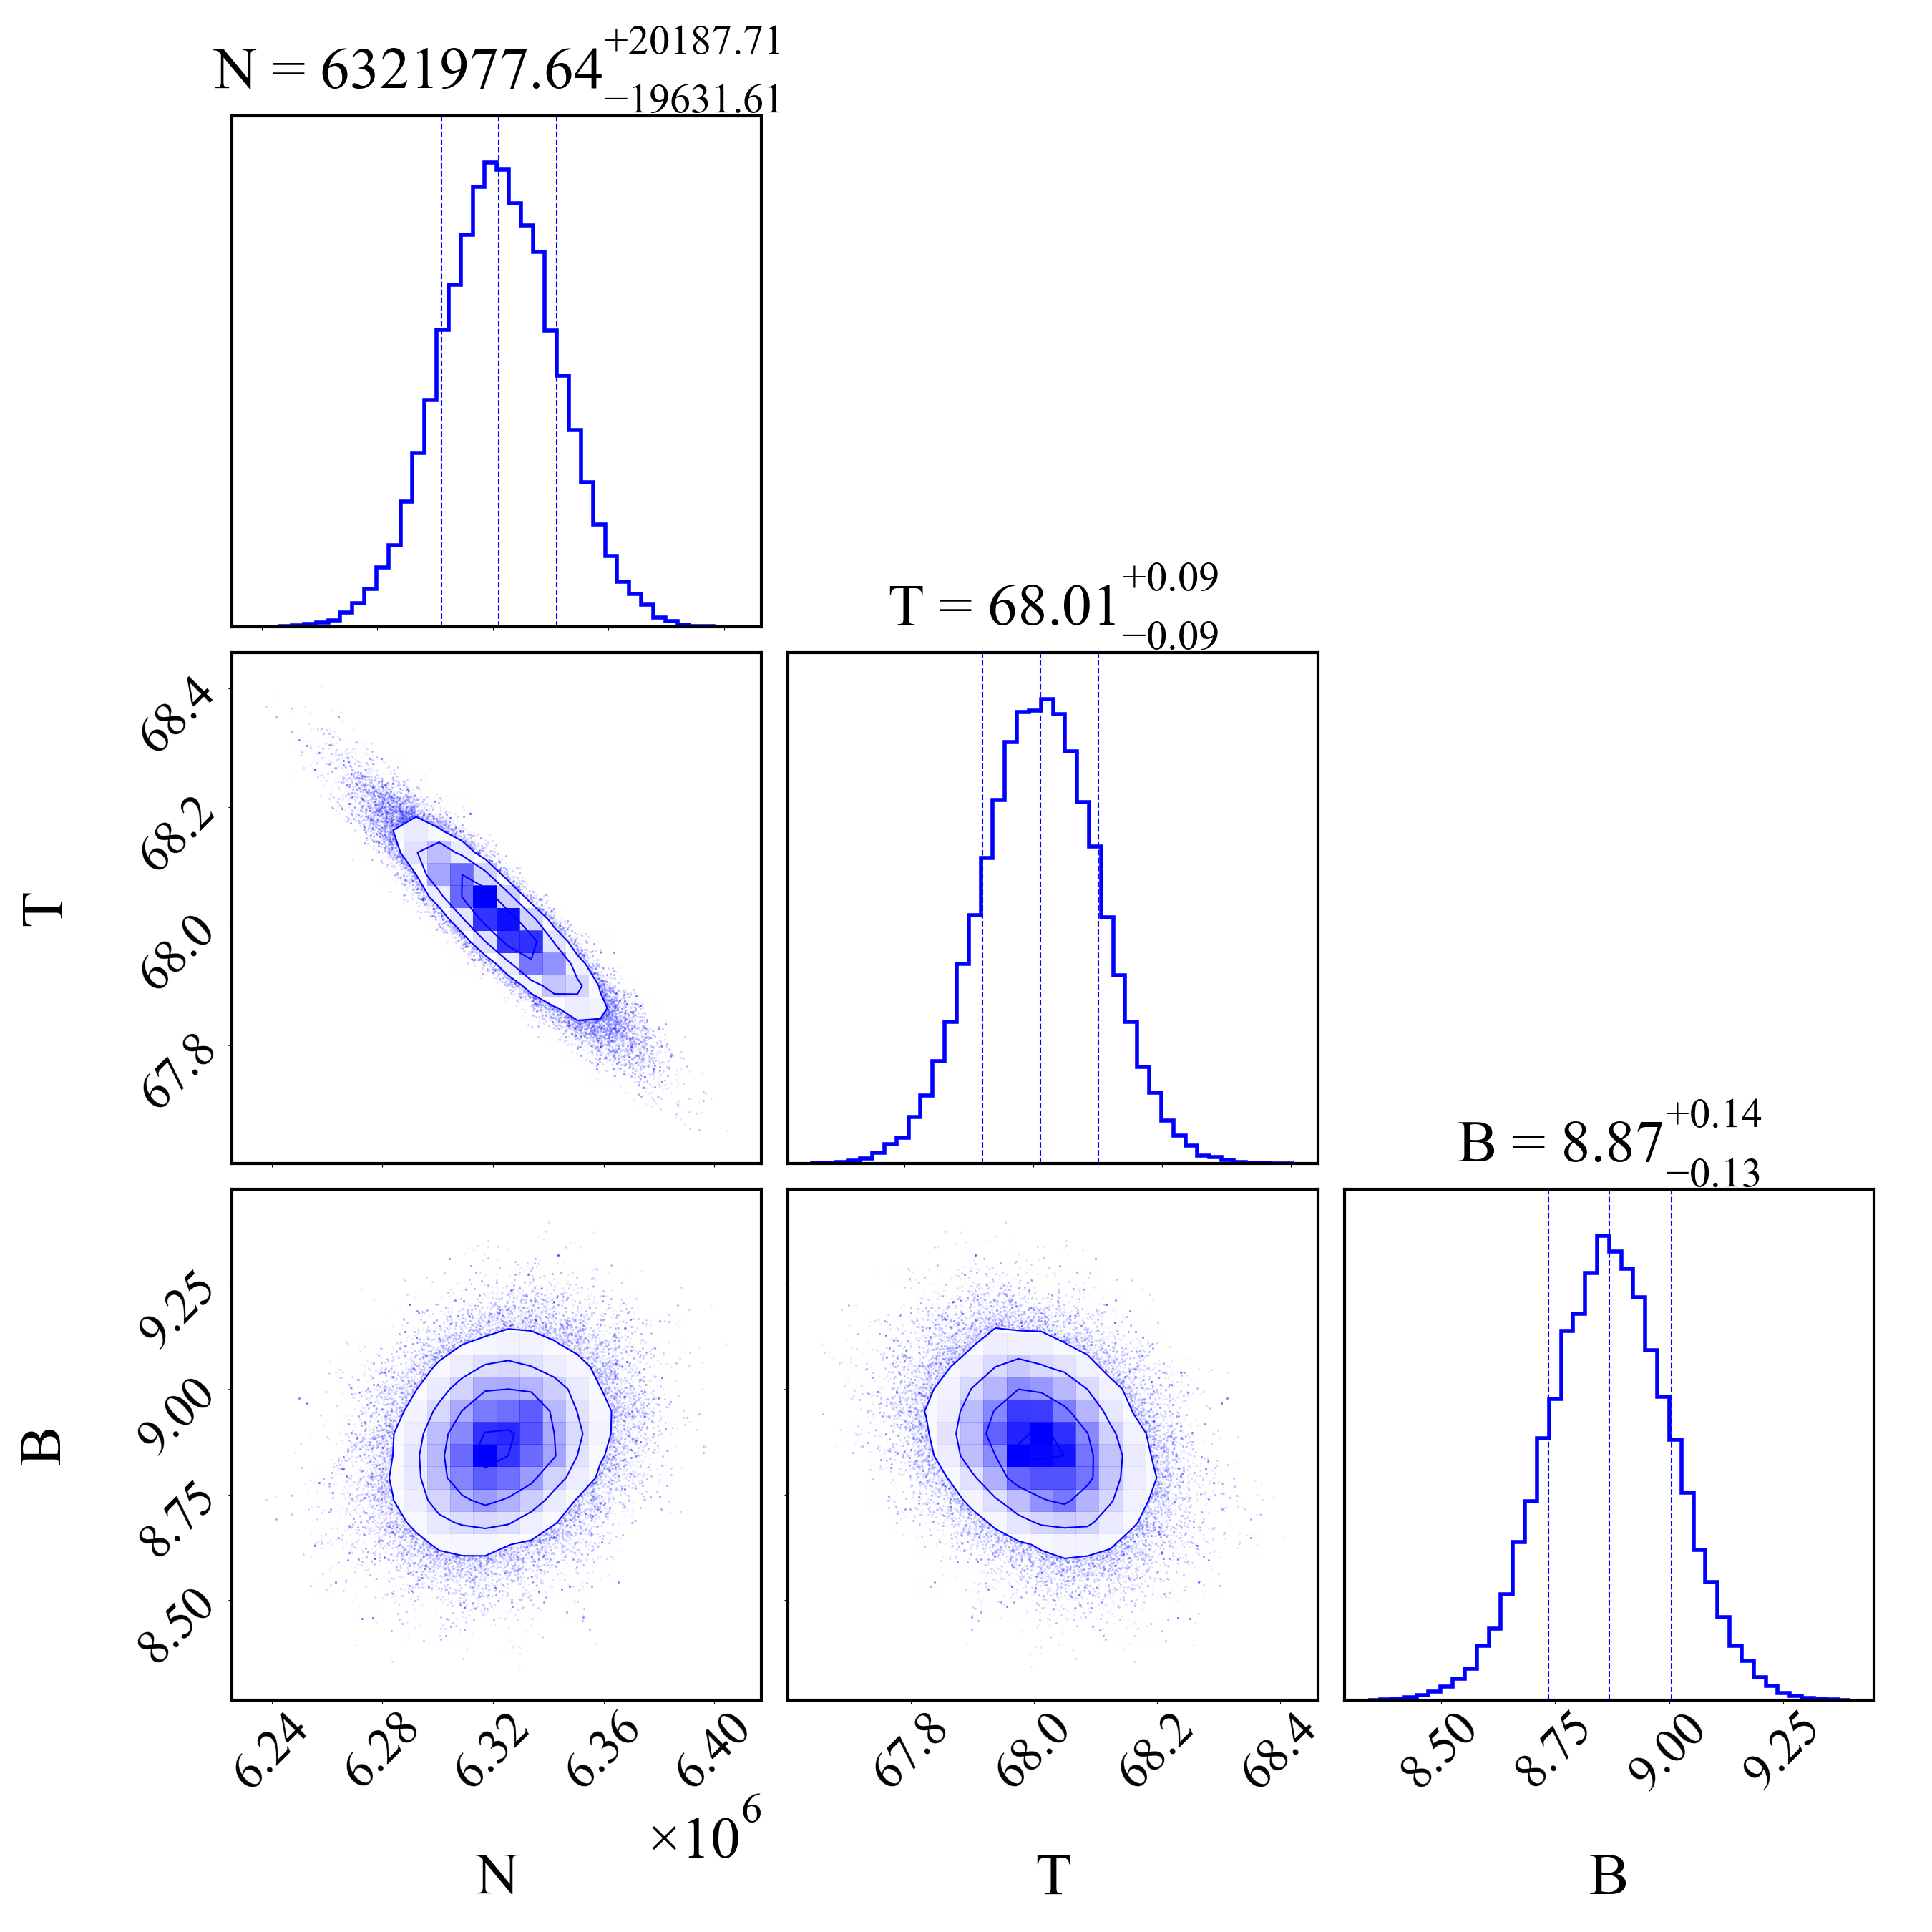 N = 6321977.64 +20187.71 −19631.61
T = 68.01 +0.09 −0.09
68.4
68.2
68.0
67.8
T
B = 8.87 +0.14 −0.13
9.25
9.00
8.75
8.50
B
6.24 6.28 6.32 6.36 6.40
67.8 68.0 68.2 68.4
8.50 8.75 9.00 9.25
×10⁶
N T B